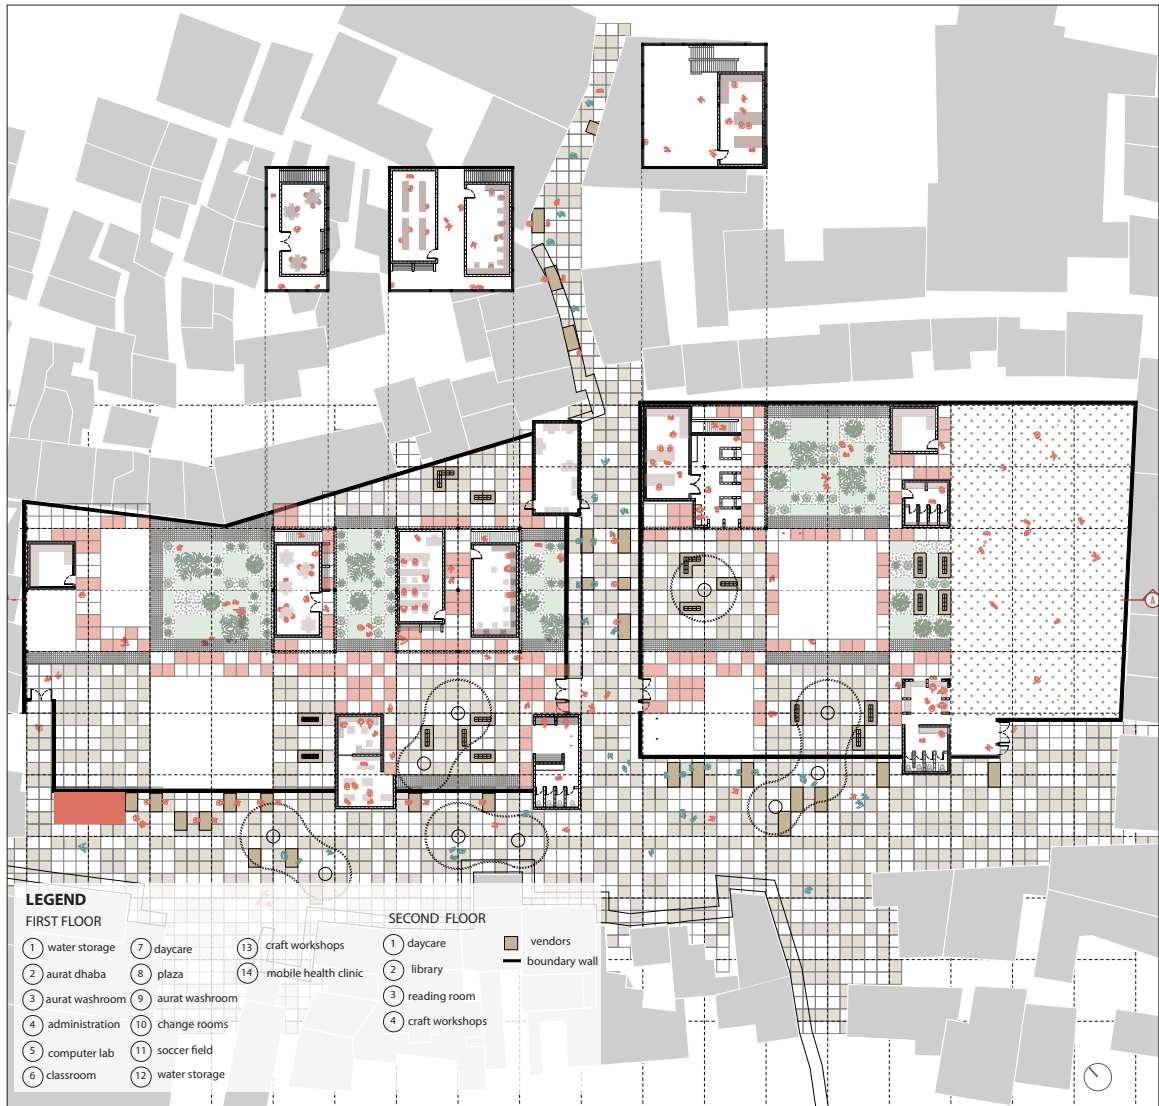 A
LEGEND
FIRST FLOOR
1 water storage
2 aurat dhaba
3 aurat washroom
4 administration
5 computer lab
6 classroom
7 daycare
8 plaza
9 aurat washroom
10 change rooms
11 soccer field
12 water storage
13 craft workshops
14 mobile health clinic
SECOND FLOOR
1 daycare
2 library
3 reading room
4 craft workshops
vendors
boundary wall